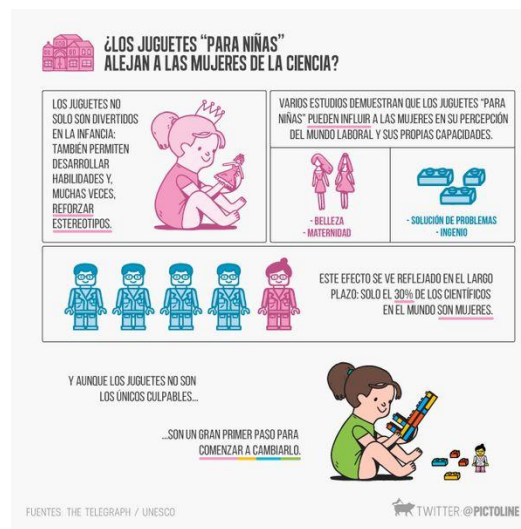 ¿LOS JUGUETES “PARA NIÑAS”
ALEJAN A LAS MUJERES DE LA CIENCIA?
LOS JUGUETES NO
SOLO SON DIVERTIDOS
EN LA INFANCIA:
TAMBIÉN PERMITEN
DESARROLLAR
HABILIDADES Y,
MUCHAS VECES,
REFORZAR
ESTEREOTIPOS.
VARIOS ESTUDIOS DEMUESTRAN QUE LOS JUGUETES “PARA
NIÑAS” PUEDEN INFLUIR A LAS MUJERES EN SU PERCEPCIÓN
DEL MUNDO LABORAL Y SUS PROPIAS CAPACIDADES.
- BELLEZA
- MATERNIDAD
- SOLUCIÓN DE PROBLEMAS
- INGENIO
ESTE EFECTO SE VE REFLEJADO EN EL LARGO
PLAZO: SOLO EL 30% DE LOS CIENTÍFICOS
EN EL MUNDO SON MUJERES.
Y AUNQUE LOS JUGUETES NO SON
LOS ÚNICOS CULPABLES...
...SON UN GRAN PRIMER PASO PARA
COMENZAR A CAMBIARLO.
FUENTES: THE TELEGRAPH / UNESCO
TWITTER:@PICTOLINE